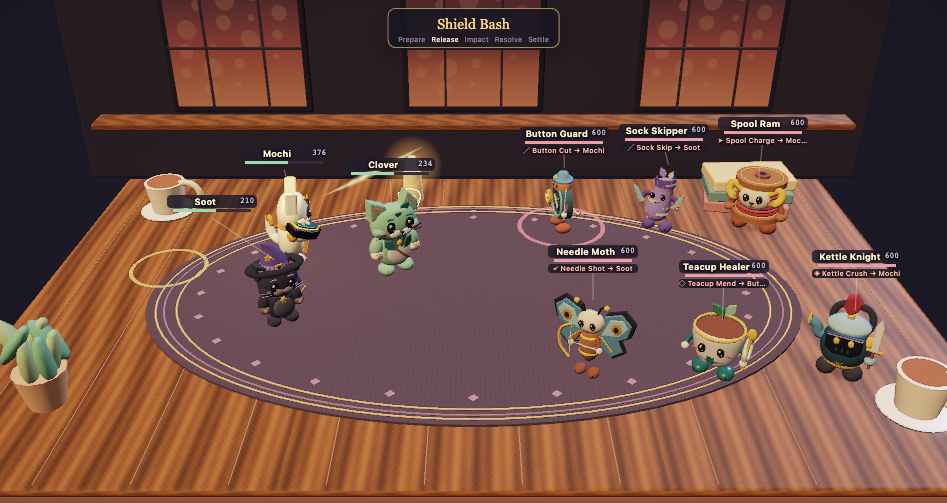 Shield Bash
Prepare Release Impact Resolve Settle
Mochi 376
Clover 234
Soot 210
Button Guard 600
Button Cut → Mochi
Sock Skipper 600
Sock Skip → Soot
Spool Ram 600
Spool Charge → Moc...
Needle Moth 600
Needle Shot → Soot
Teacup Healer 600
Teacup Mend → But...
Kettle Knight 600
Kettle Crush → Mochi